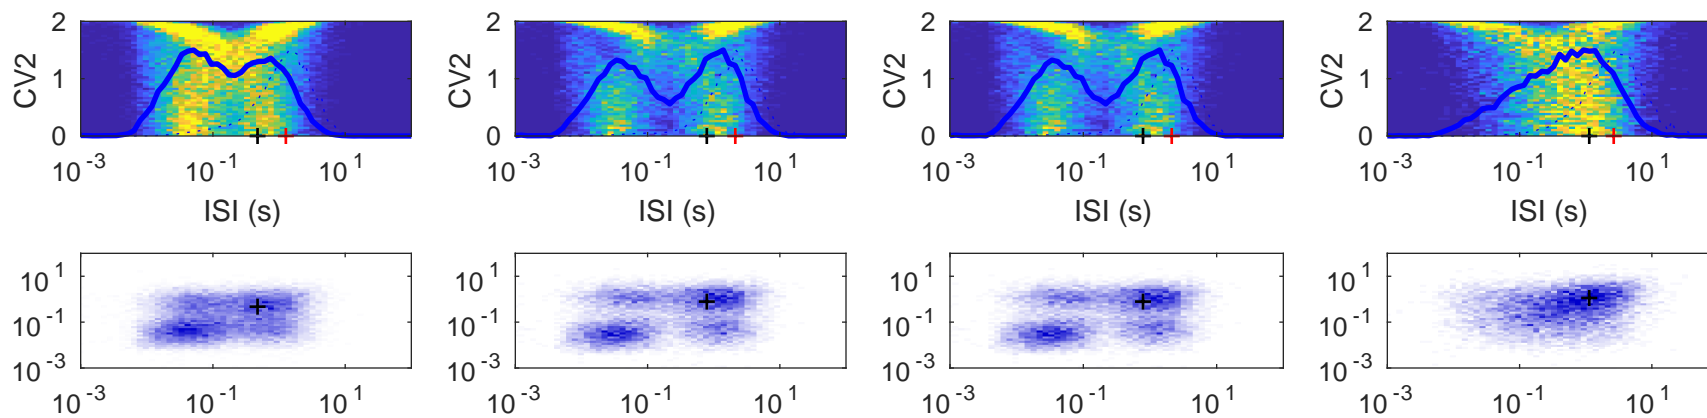 2 2 2 2
CV2 CV2 CV2 CV2
1 1 1 1
0 0 0 0
10^-3 10^-1 10^1 10^-3 10^-1 10^1 10^-3 10^-1 10^1 10^-3 10^-1 10^1
ISI (s) ISI (s) ISI (s) ISI (s)
10^1 10^1 10^1 10^1
10^-1 10^-1 10^-1 10^-1
10^-3 10^-3 10^-3 10^-3
10^-3 10^-1 10^1 10^-3 10^-1 10^1 10^-3 10^-1 10^1 10^-3 10^-1 10^1